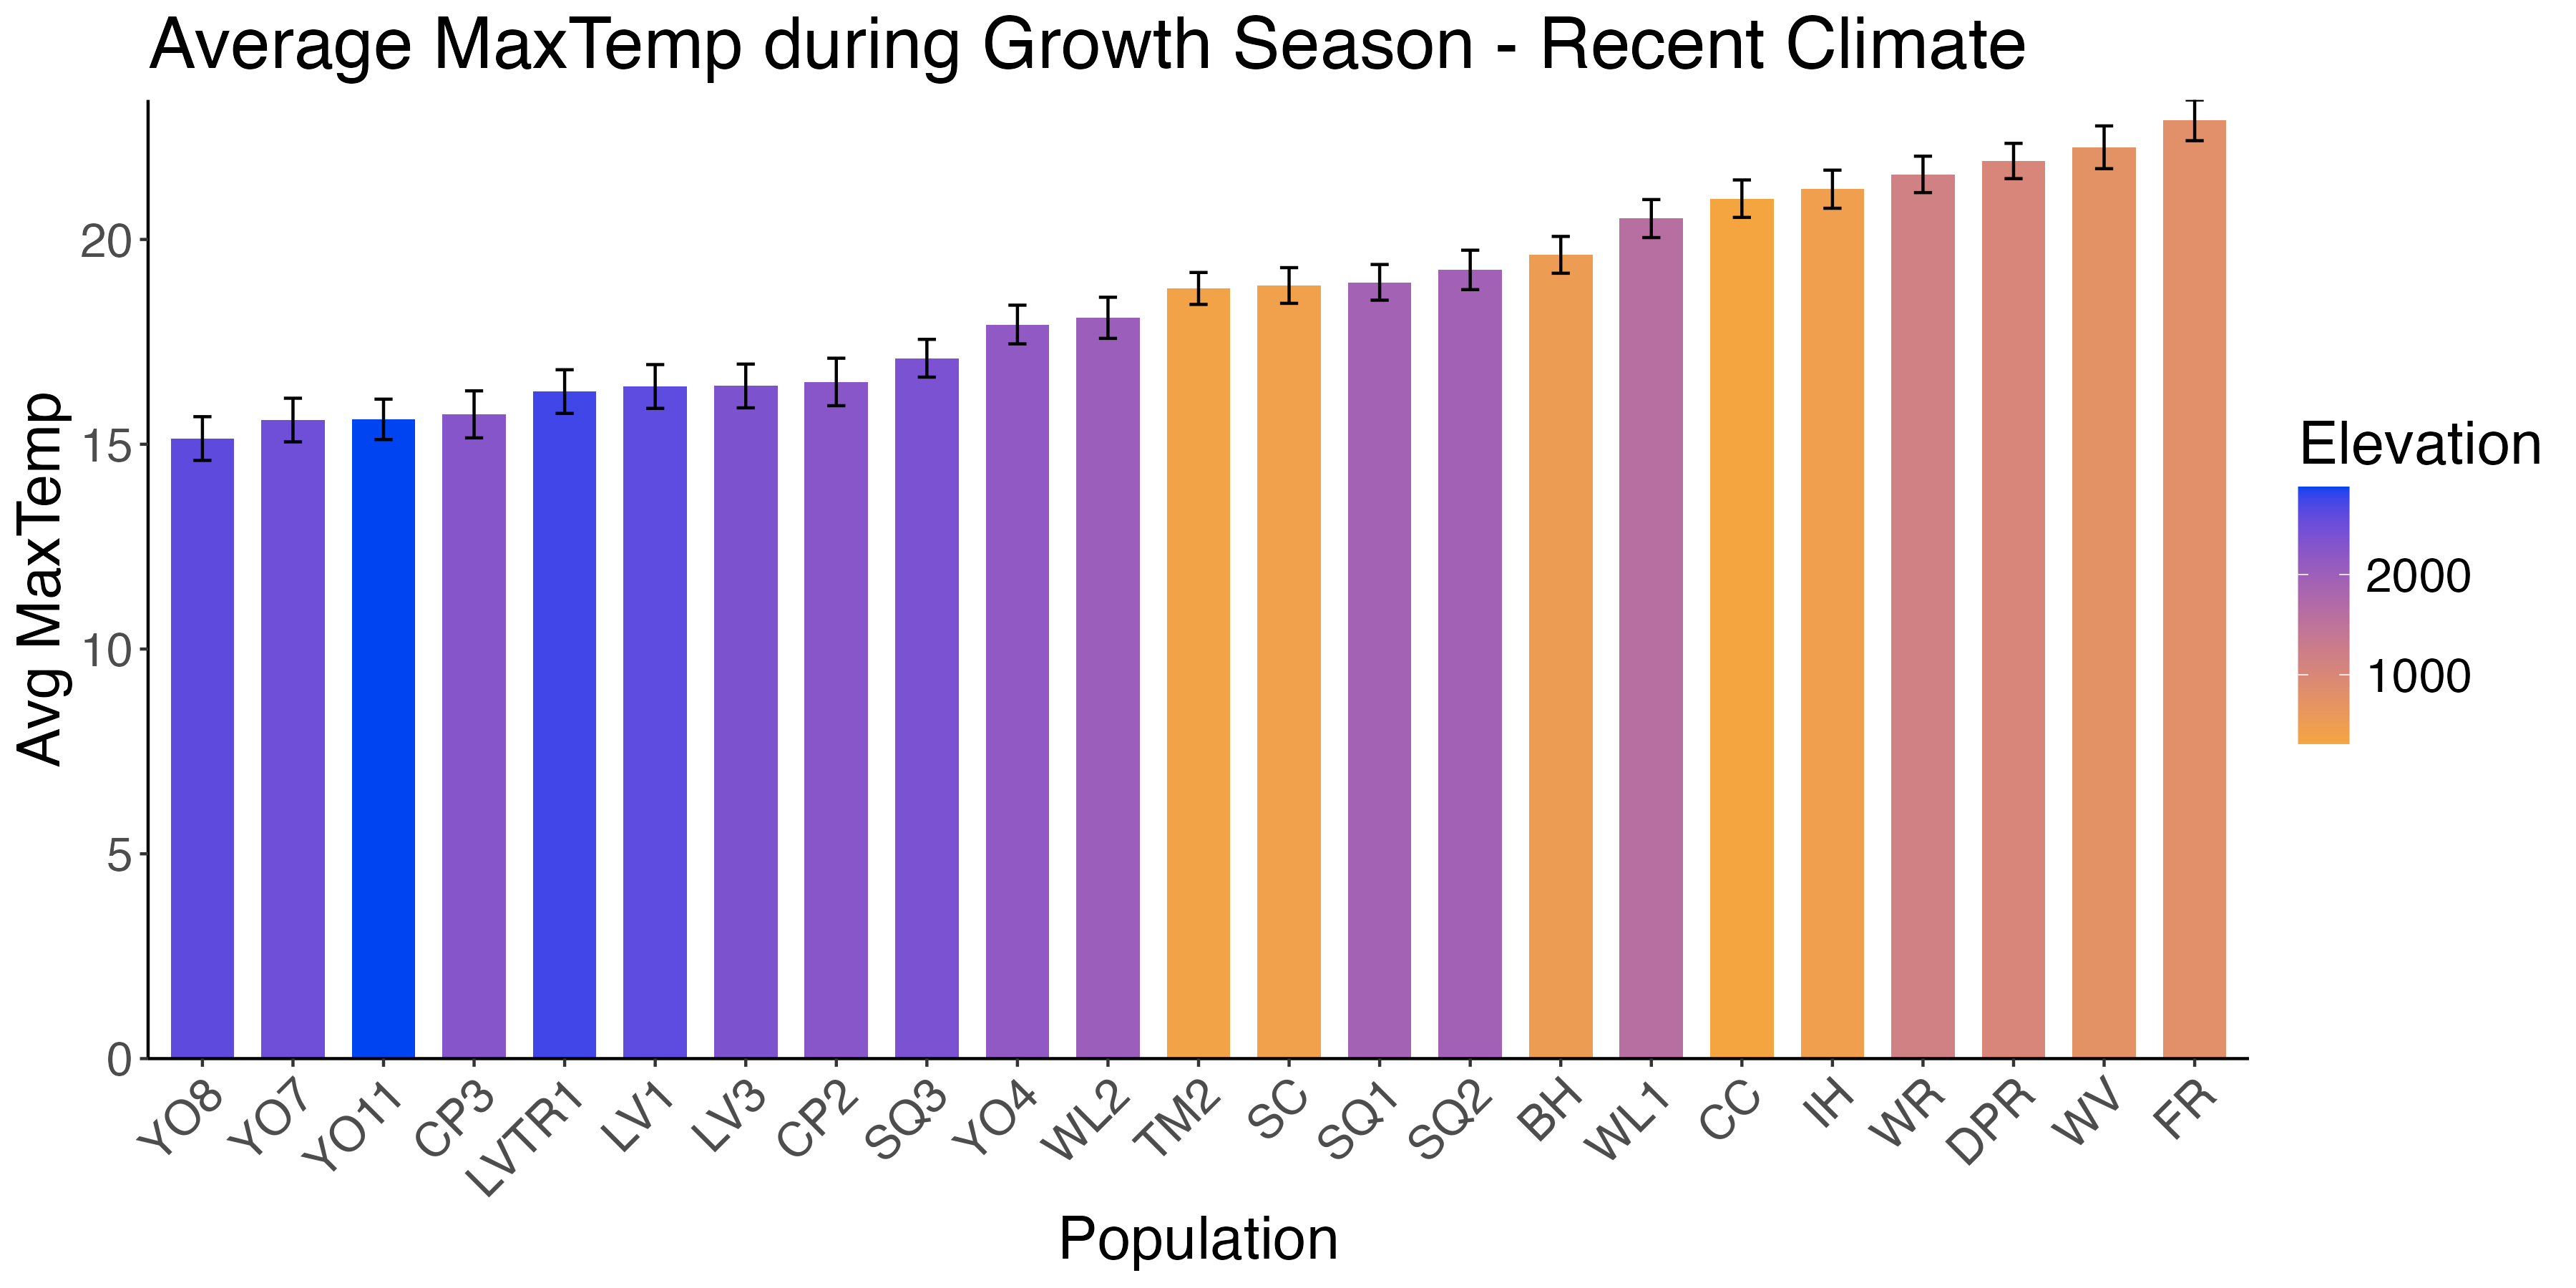 Average MaxTemp during Growth Season - Recent Climate
Avg MaxTemp
20
15
10
5
0
YO8
YO7
YO11
CP3
LVTR1
LV1
LV3
CP2
SQ3
YO4
WL2
TM2
SC
SQ1
SQ2
BH
WL1
CC
IH
WR
DPR
WV
FR
Population
Elevation
2000
1000